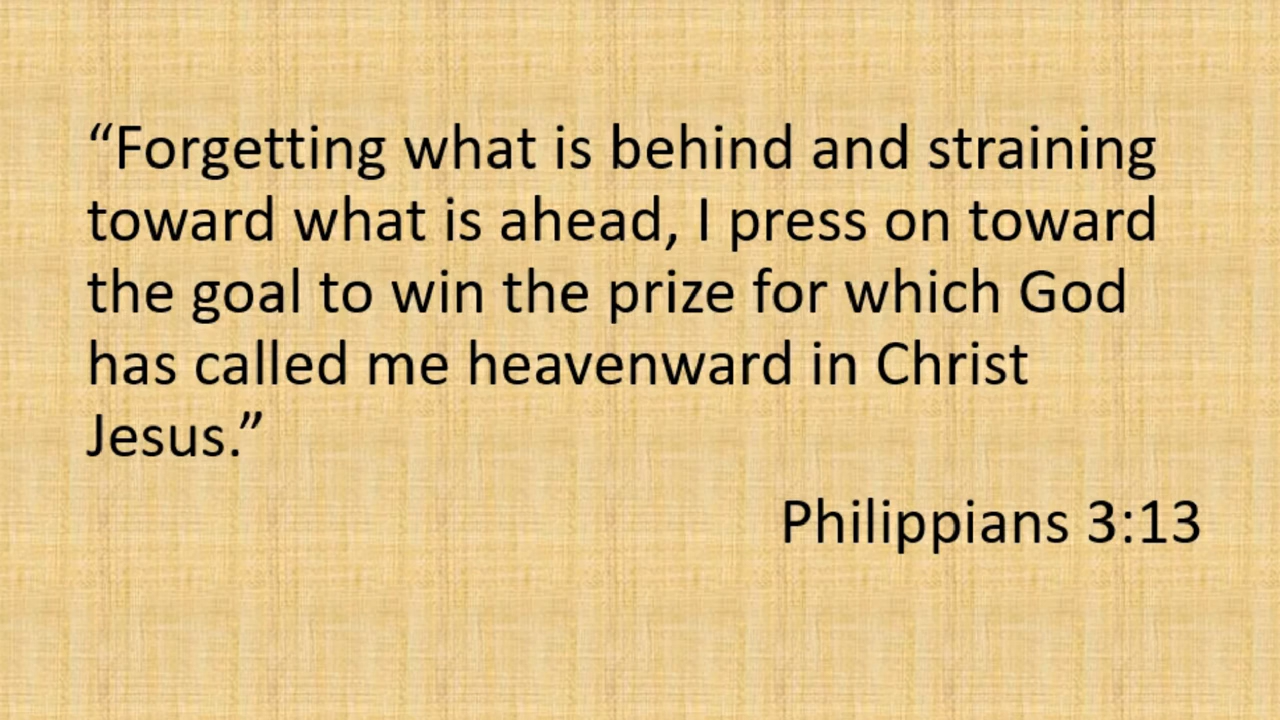 “Forgetting what is behind and straining
toward what is ahead, I press on toward
the goal to win the prize for which God
has called me heavenward in Christ
Jesus.”
Philippians 3:13